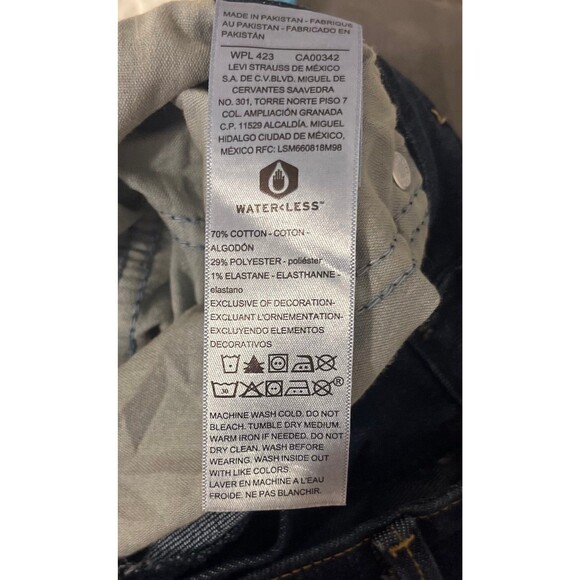 MADE IN PAKISTAN - FABRIQUE
AU PAKISTAN - FABRICADO EN
PAKISTÁN
WPL 423 CA00342
LEVI STRAUSS DE MÉXICO
S.A. DE C.V.BLVD. MIGUEL DE
CERVANTES SAAVEDRA
NO. 301, TORRE NORTE PISO 7
COL. AMPLIACIÓN GRANADA
C.P. 11529 ALCALDÍA. MIGUEL
HIDALGO CIUDAD DE MÉXICO,
MÉXICO RFC: LSM660818M98
WATER<LESS™
70% COTTON - COTON -
ALGODÓN
29% POLYESTER - poliéster
1% ELASTANE - ELASTHANNE -
elastano
EXCLUSIVE OF DECORATION-
EXCLUANT L'ORNEMENTATION-
EXCLUYENDO ELEMENTOS
DECORATIVOS
30 ®
MACHINE WASH COLD. DO NOT
BLEACH. TUMBLE DRY MEDIUM.
WARM IRON IF NEEDED. DO NOT
DRY CLEAN. WASH BEFORE
WEARING. WASH INSIDE OUT
WITH LIKE COLORS.
LAVER EN MACHINE A L'EAU
FROIDE. NE PAS BLANCHIR.